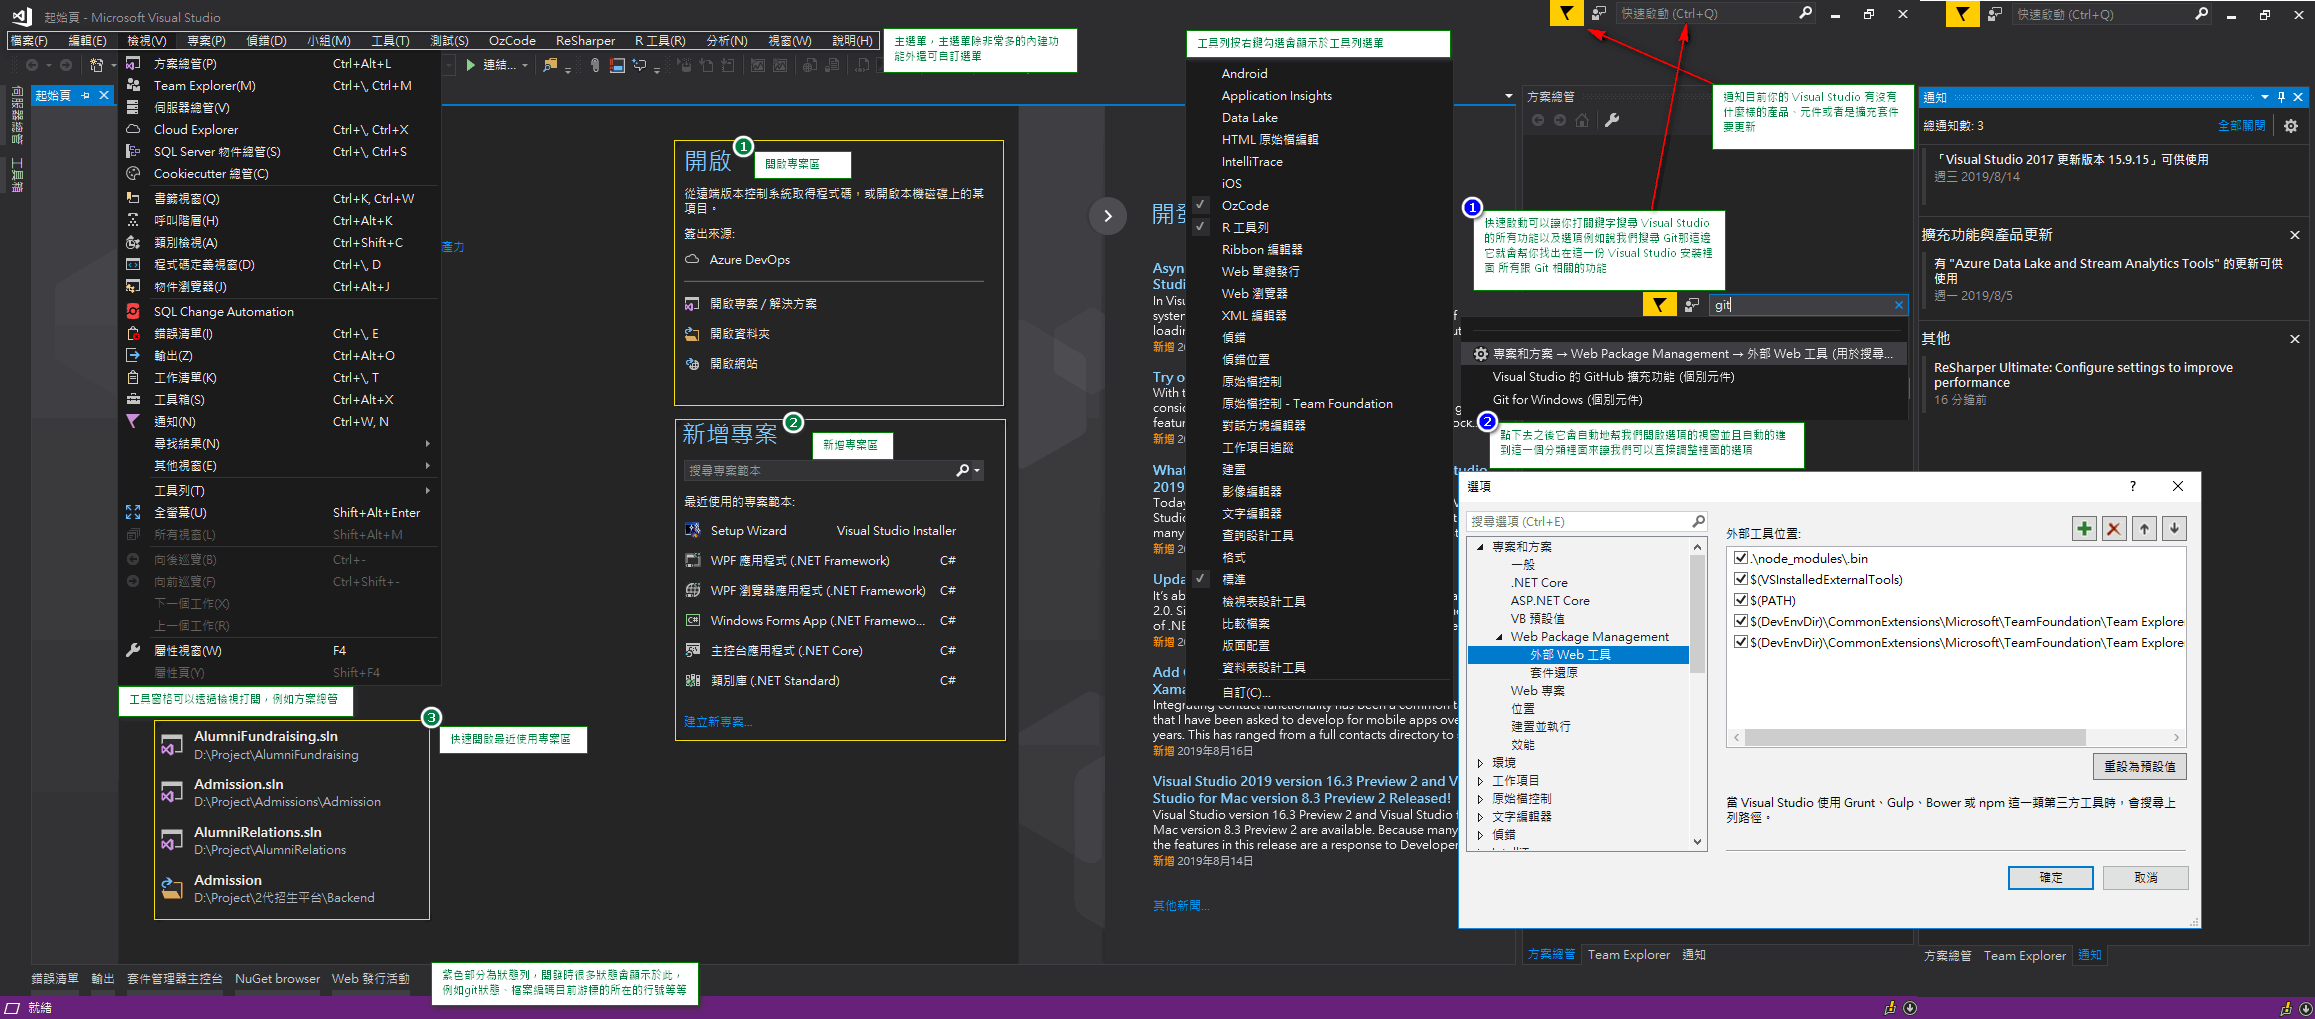 起始頁 - Microsoft Visual Studio
檔案(F) 編輯(E) 檢視(V) 專案(P) 偵錯(D) 小組(M) 工具(T) 測試(S) OzCode ReSharper R 工具(R) 分析(N) 視窗(W) 說明(H)
主選單，主選單除非常多的內建功
能外還可自訂選單
連結...
伺服器總管
工具箱
起始頁
方案總管(P) Ctrl+Alt+L
Team Explorer(M) Ctrl+\, Ctrl+M
伺服器總管(V)
Cloud Explorer Ctrl+\, Ctrl+X
SQL Server 物件總管(S) Ctrl+\, Ctrl+S
Cookiecutter 總管(C)
書籤視窗(Q) Ctrl+K, Ctrl+W
呼叫階層(H) Ctrl+Alt+K
類別檢視(A) Ctrl+Shift+C
程式碼定義視窗(D) Ctrl+\, D
物件瀏覽器(J) Ctrl+Alt+J
SQL Change Automation
錯誤清單(I) Ctrl+\, E
輸出(Z) Ctrl+Alt+O
工作清單(K) Ctrl+\, T
工具箱(S) Ctrl+Alt+X
通知(N) Ctrl+W, N
尋找結果(N)
其他視窗(E)
工具列(T)
全螢幕(U) Shift+Alt+Enter
所有視窗(L) Shift+Alt+M
向後巡覽(B) Ctrl+-
向前巡覽(F) Ctrl+Shift+-
下一個工作(X)
上一個工作(R)
屬性視窗(W) F4
屬性頁(Y) Shift+F4
產力
工具窗格可以透過檢視打開，例如方案總管
3
快速開啟最近使用專案區
AlumniFundraising.sln
D:\Project\AlumniFundraising
Admission.sln
D:\Project\Admissions\Admission
AlumniRelations.sln
D:\Project\AlumniRelations
Admission
D:\Project\2代招生平台\Backend
開啟
1
開啟專案區
從遠端版本控制系統取得程式碼，或開啟本機磁碟上的某
項目。
簽出來源:
Azure DevOps
開啟專案 / 解決方案
開啟資料夾
開啟網站
新增專案
2
新增專案區
搜尋專案範本
最近使用的專案範本:
Setup Wizard Visual Studio Installer
WPF 應用程式 (.NET Framework) C#
WPF 瀏覽器應用程式 (.NET Framework) C#
Windows Forms App (.NET Framewo... C#
主控台應用程式 (.NET Core) C#
類別庫 (.NET Standard) C#
建立新專案...
工具列按右鍵勾選會顯示於工具列選單
Android
Application Insights
Data Lake
HTML 原始檔編輯
IntelliTrace
iOS
OzCode
R 工具列
Ribbon 編輯器
Web 單鍵發行
Web 瀏覽器
XML 編輯器
偵錯
偵錯位置
原始檔控制
原始檔控制 - Team Foundation
對話方塊編輯器
工作項目追蹤
建置
影像編輯器
文字編輯器
查詢設計工具
格式
標準
檢視表設計工具
比較檔案
版面配置
資料表設計工具
自訂(C)...
Asyn
Studi
In Visu
system
loadin
新增 20
Try o
With t
consid
featur
ock...
新增 2
What
tudio
2019
Today
Studio
many
新增 2
Upda
It's ab
2.0. Si
of .NE
新增 2
Add C
Xama
Integrating contact functionality has been a common ta
that I have been asked to develop for mobile apps ove
years. This has ranged from a full contacts directory to
新增 2019年8月16日
Visual Studio 2019 version 16.3 Preview 2 and V
Studio for Mac version 8.3 Preview 2 Released!
Visual Studio version 16.3 Preview 2 and Visual Studio f
Mac version 8.3 Preview 2 are available. Because many
the features in this release are a response to Developer
新增 2019年8月14日
其他新聞...
快速啟動 (Ctrl+Q)
快速啟動 (Ctrl+Q)
方案總管
通知目前你的 Visual Studio 有沒有
什麼樣的產品、元件或者是擴充套件
要更新
1
快速啟動可以讓你打關鍵字搜尋 Visual Studio
的所有功能以及選項例如說我們搜尋 Git那這邊
它就會幫你找出在這一份 Visual Studio 安裝裡
面 所有跟 Git 相關的功能
git
專案和方案 → Web Package Management → 外部 Web 工具 (用於搜尋...
Visual Studio 的 GitHub 擴充功能 (個別元件)
Git for Windows (個別元件)
2
點下去之後它會自動地幫我們開啟選項的視窗並且自動的進
到這一個分類裡面來讓我們可以直接調整裡面的選項
通知
總通知數: 3 全部關閉
「Visual Studio 2017 更新版本 15.9.15」可供使用
週三 2019/8/14
擴充功能與產品更新
有 "Azure Data Lake and Stream Analytics Tools" 的更新可供
使用
週一 2019/8/5
其他
ReSharper Ultimate: Configure settings to improve
performance
16 分鐘前
選項
搜尋選項 (Ctrl+E)
專案和方案
一般
.NET Core
ASP.NET Core
VB 預設值
Web Package Management
外部 Web 工具
套件還原
Web 專案
位置
建置並執行
效能
環境
工作項目
原始檔控制
文字編輯器
偵錯
外部工具位置:
.\node_modules\.bin
$(VSInstalledExternalTools)
$(PATH)
$(DevEnvDir)\CommonExtensions\Microsoft\TeamFoundation\Team Explore
$(DevEnvDir)\CommonExtensions\Microsoft\TeamFoundation\Team Explore
重設為預設值
當 Visual Studio 使用 Grunt、Gulp、Bower 或 npm 這一類第三方工具時，會搜尋上
列路徑。
確定 取消
方案總管 Team Explorer 通知
方案總管 Team Explorer 通知
錯誤清單 輸出 套件管理器主控台 NuGet browser Web 發行活動
紫色部分為狀態列，開發時很多狀態會顯示於此，
例如git狀態、檔案編碼目前游標的所在的行號等等
就緒